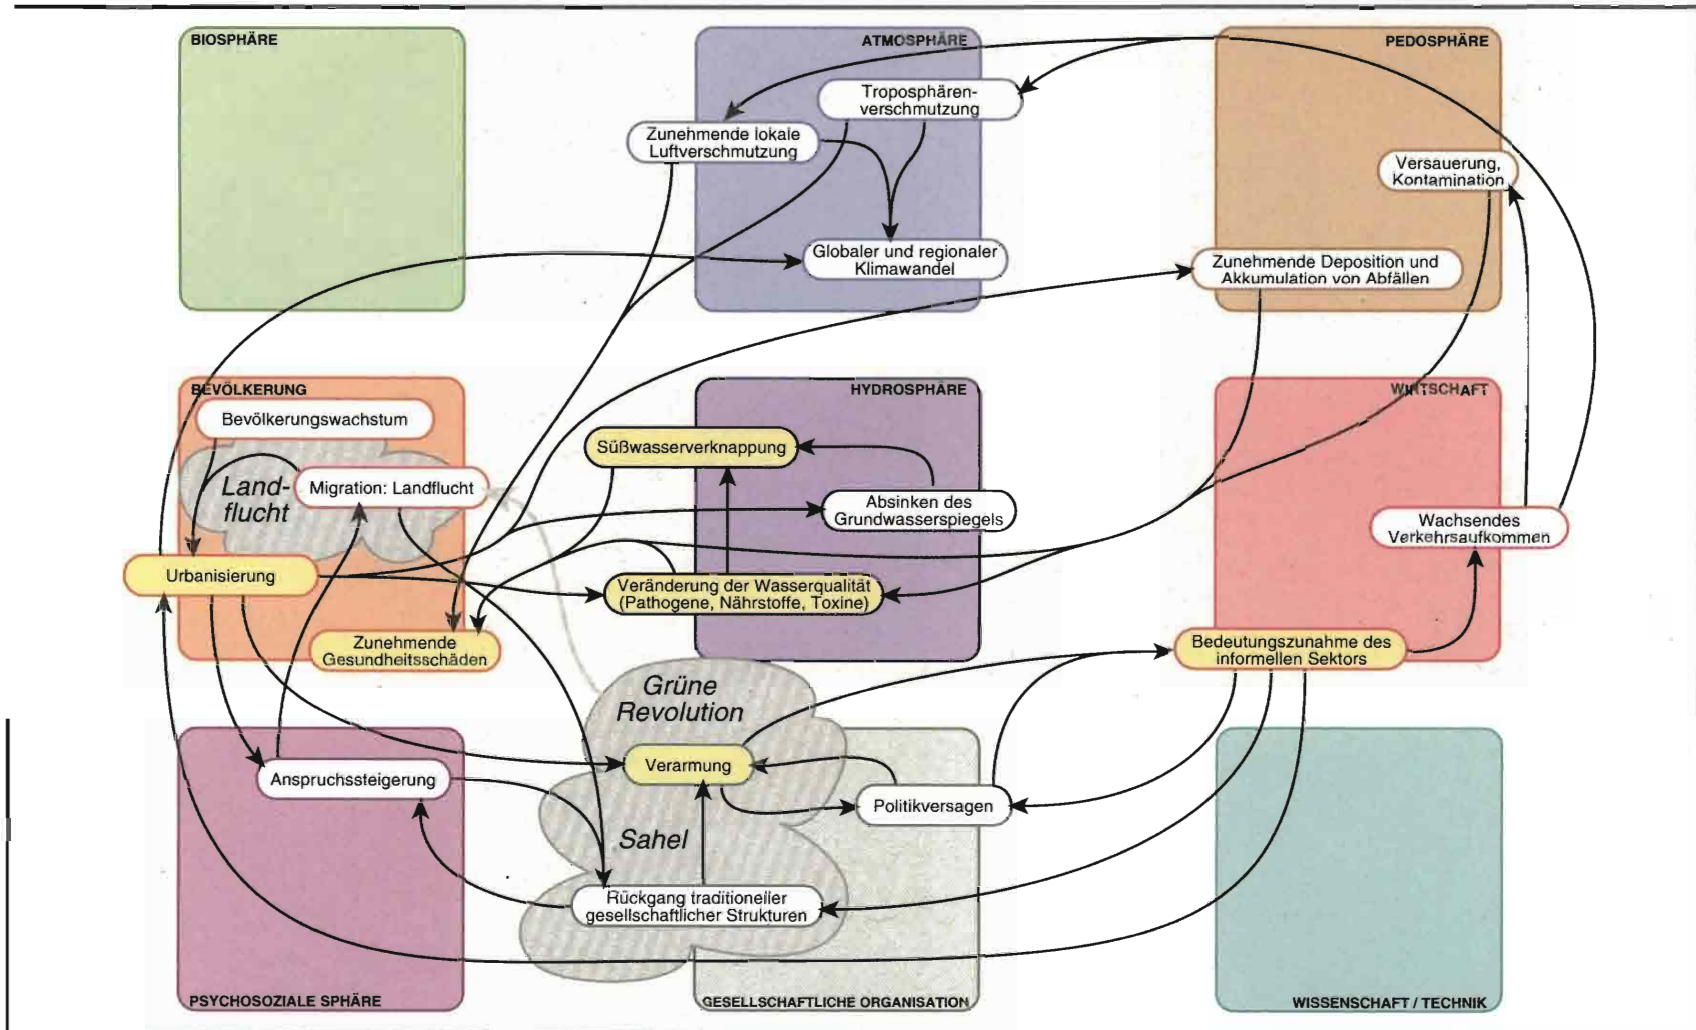 BIOSPHÄRE
ATMOSPHÄRE
PEDOSPHÄRE
Troposphären-
verschmutzung
Zunehmende lokale
Luftverschmutzung
Versauerung,
Kontamination
Globaler und regionaler
Klimawandel
Zunehmende Deposition und
Akkumulation von Abfällen
BEVÖLKERUNG
HYDROSPHÄRE
WIRTSCHAFT
Bevölkerungswachstum
Süßwasserverknappung
Land-
flucht
Migration: Landflucht
Absinken des
Grundwasserspiegels
Wachsendes
Verkehrsaufkommen
Urbanisierung
Veränderung der Wasserqualität
(Pathogene, Nährstoffe, Toxine)
Zunehmende
Gesundheitsschäden
Bedeutungszunahme des
informellen Sektors
Grüne
Revolution
Verarmung
Anspruchssteigerung
Politikversagen
Sahel
Rückgang traditioneller
gesellschaftlicher Strukturen
PSYCHOSOZIALE SPHÄRE
GESELLSCHAFTLICHE ORGANISATION
WISSENSCHAFT / TECHNIK